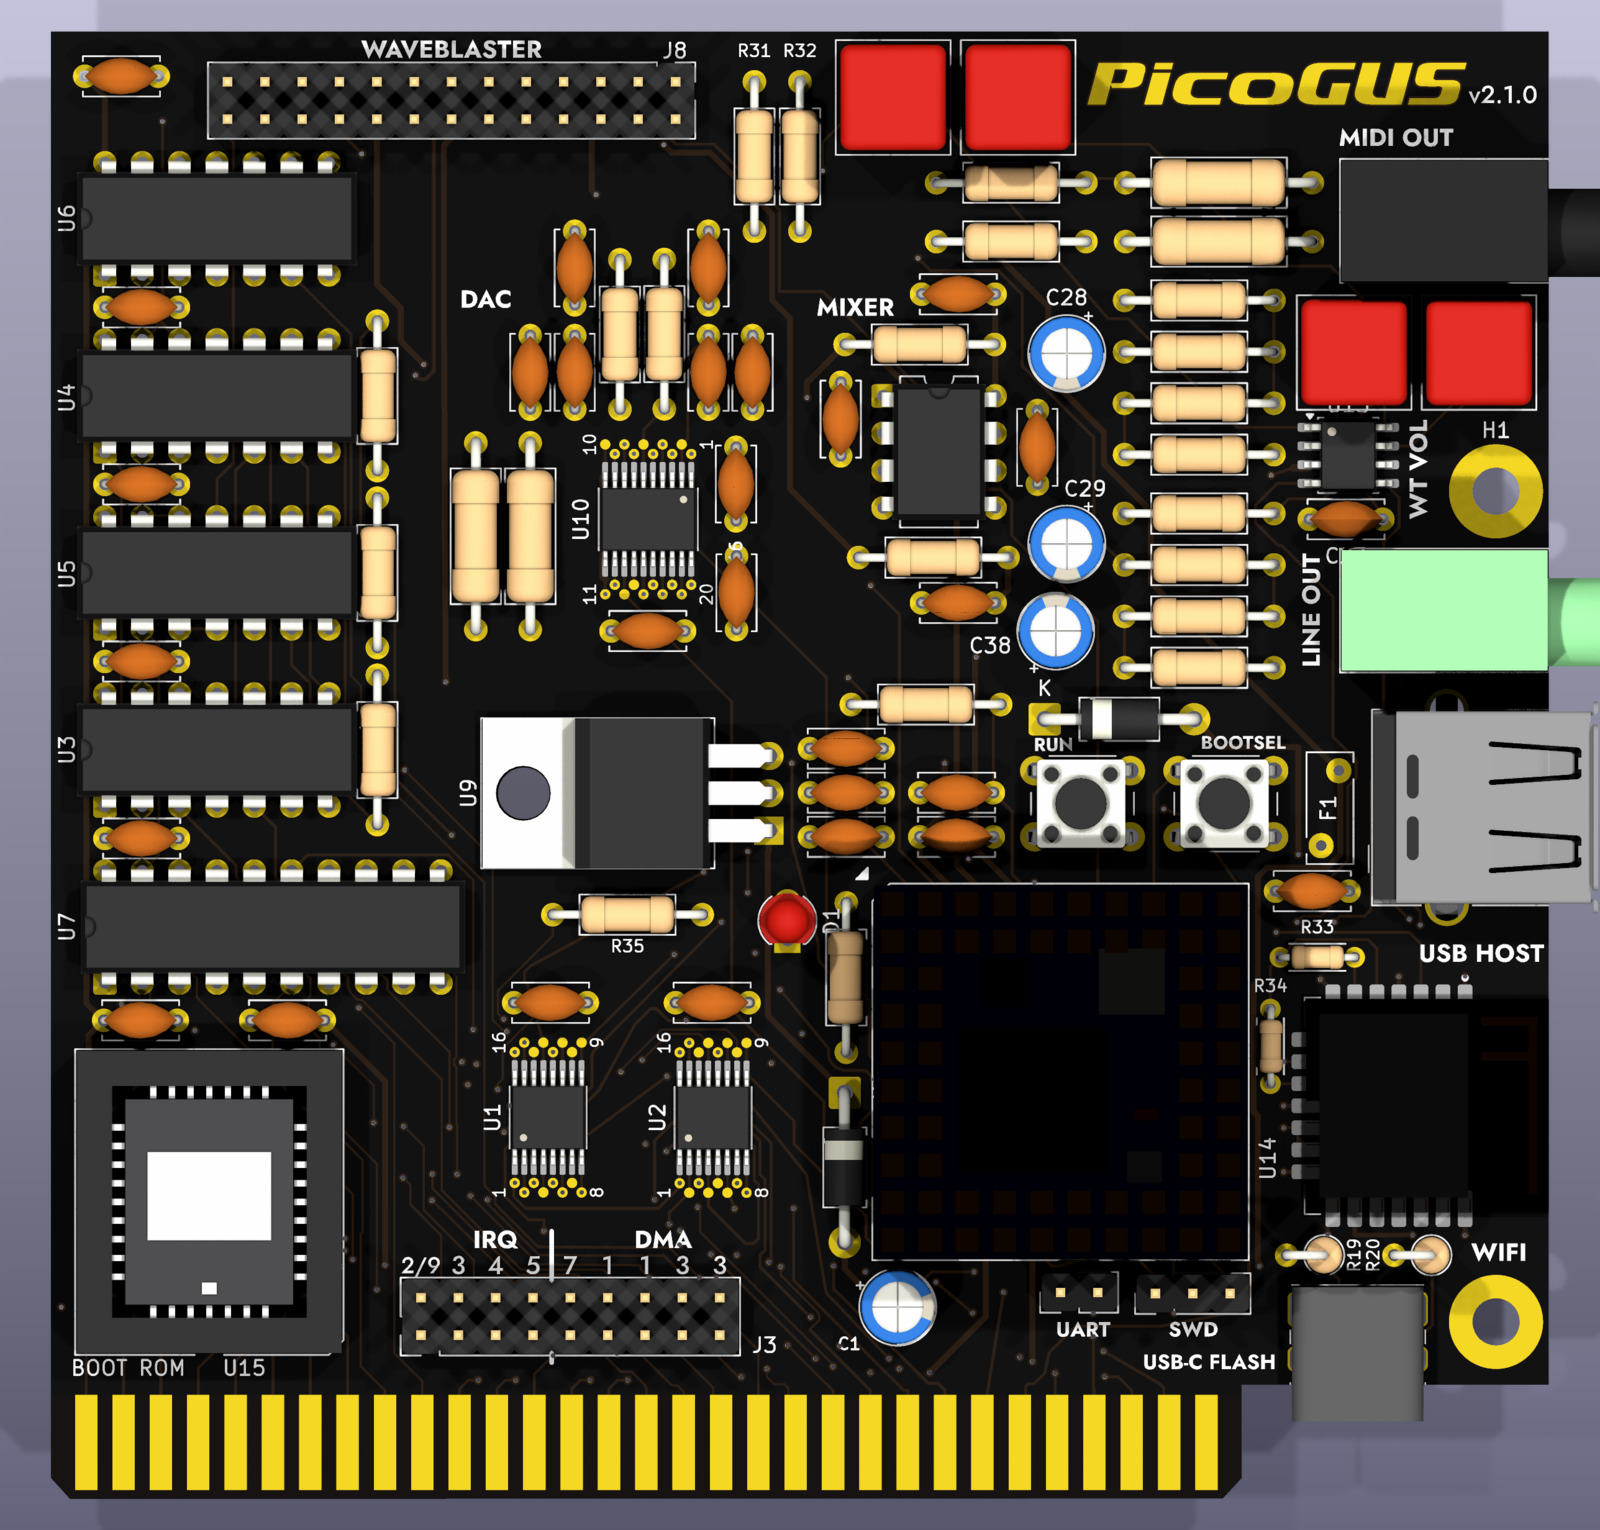 WAVEBLASTER
J8
R31
R32
PicoGUS
v2.1.0
MIDI OUT
U6
DAC
MIXER
C28
U4
10
1
H1
WT VOL
C29
U10
U5
6
11
20
LINE OUT
C38
K
RUN
BOOTSEL
U3
U9
F1
U7
D1
R35
R33
USB HOST
R34
16
9
16
9
U1
U2
U14
1
8
1
8
IRQ
DMA
2/9 3 4 5 7 1 1 3 3
R19
R20
WIFI
J3
C1
UART
SWD
USB-C FLASH
BOOT ROM
U15